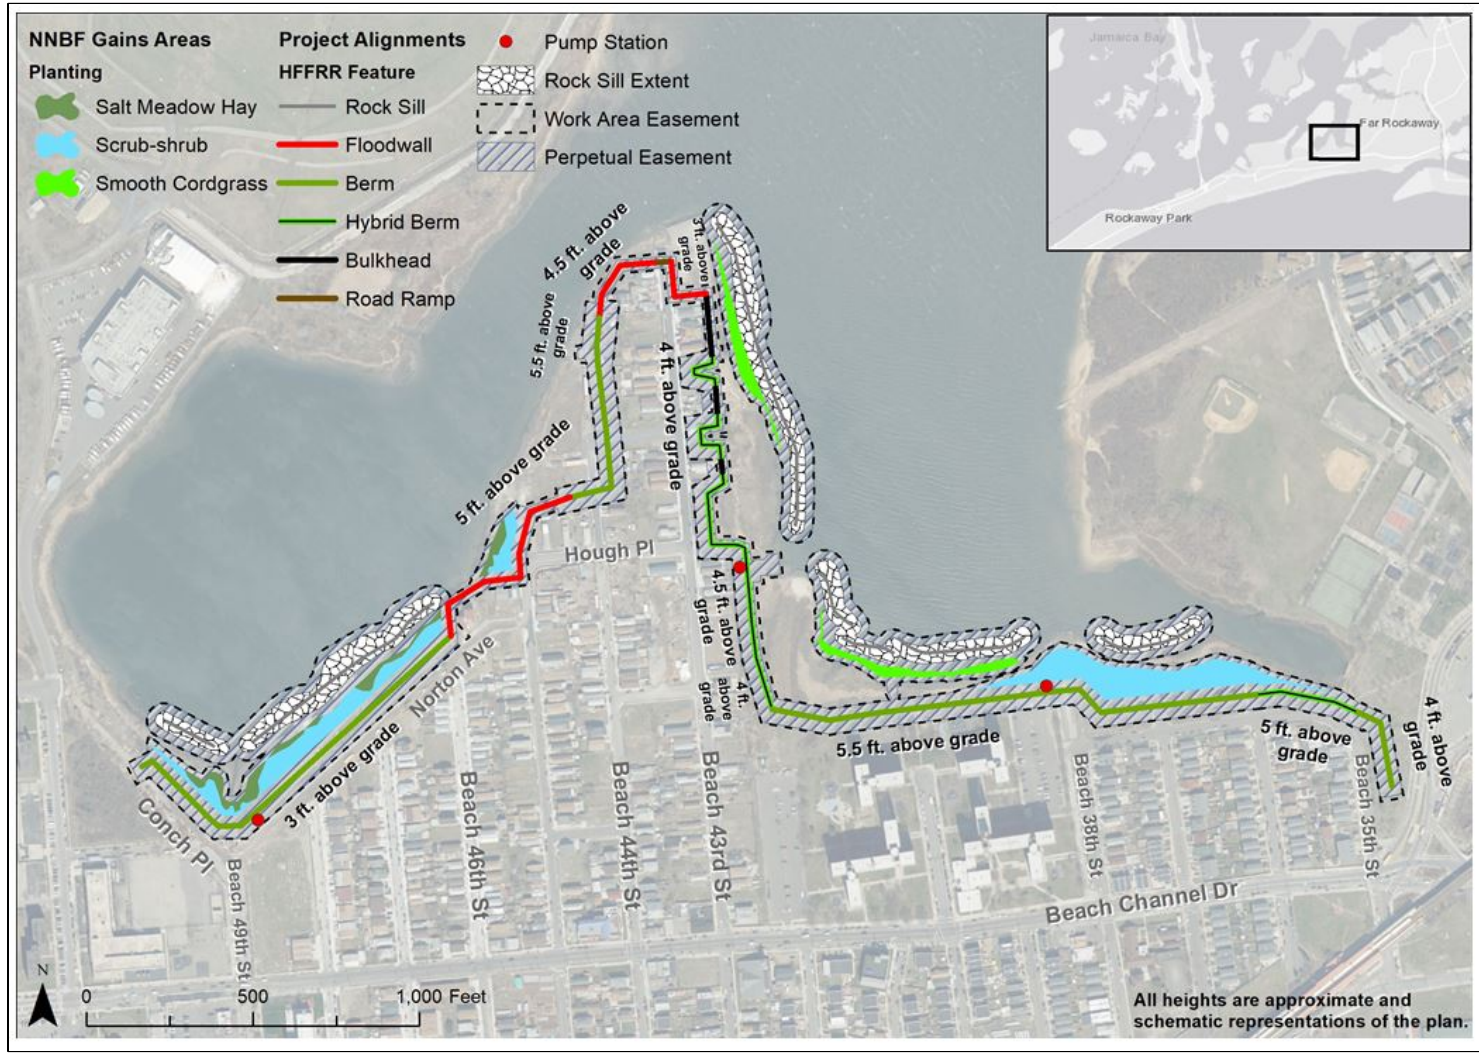 NNBF Gains Areas
Planting
Salt Meadow Hay
Scrub-shrub
Smooth Cordgrass
Project Alignments
HFFRR Feature
Rock Sill
Floodwall
Berm
Hybrid Berm
Bulkhead
Road Ramp
Pump Station
Rock Sill Extent
Work Area Easement
Perpetual Easement
Jamaica Bay
Far Rockaway
Rockaway Park
4.5 ft. above
grade
3 ft. above
grade
5.5 ft. above
grade
4 ft. above grade
5 ft. above grade
Hough Pl
4.5 ft. above
grade
4 ft.
above
grade
Norton Ave
3 ft. above grade
Conch Pl
5.5 ft. above grade
5 ft. above
grade
4 ft. above
grade
Beach 49th St.
Beach 46th St
Beach 44th St
Beach 43rd St
Beach 38th St
Beach 35th St
Beach Channel Dr
N
0 500 1,000 Feet
All heights are approximate and
schematic representations of the plan.